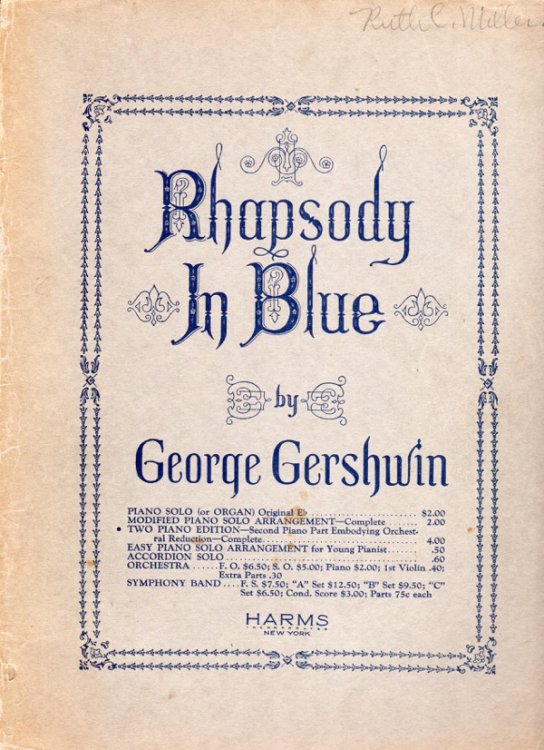 Ruth C. Miller.
Rhapsody
In Blue
by
George Gershwin
PIANO SOLO (or ORGAN) Original E♭ . . . . . . . . . . . . . . . . . . . . $2.00
MODIFIED PIANO SOLO ARRANGEMENT—Complete . . . . . . 2.00
• TWO PIANO EDITION—Second Piano Part Embodying Orchest-
ral Reduction—Complete . . . . . . . . . . . . . . . . . . . . . . . . . . . 4.00
EASY PIANO SOLO ARRANGEMENT for Young Pianist . . . . . .50
ACCORDION SOLO . . . . . . . . . . . . . . . . . . . . . . . . . . . . . . . . . .60
ORCHESTRA . . . . . F. O. $6.50; S. O. $5.00; Piano $2.00; 1st Violin .40;
Extra Parts .30
SYMPHONY BAND . . . . F. S. $7.50; "A" Set $12.50; "B" Set $9.50; "C"
Set $6.50; Cond. Score $3.00; Parts 75c each
HARMS
INCORPORATED
NEW YORK